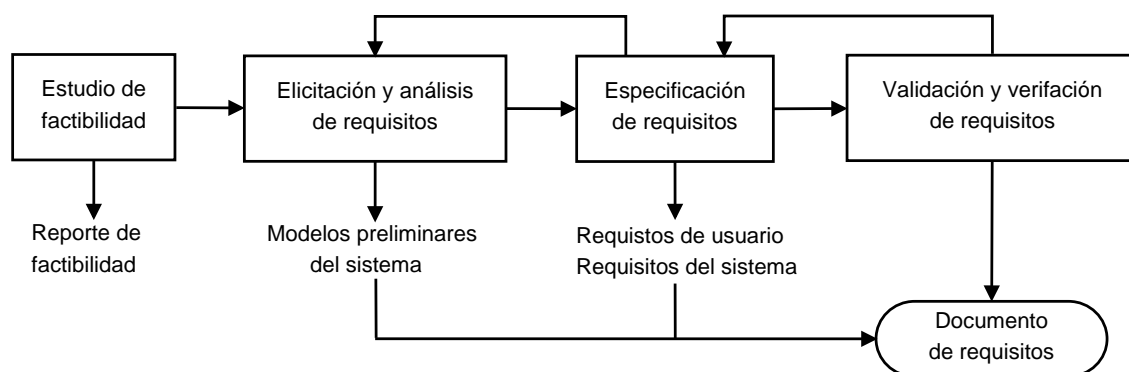 Estudio de
factibilidad
Elicitación y análisis
de requisitos
Especificación
de requisitos
Validación y verifación
de requisitos
Reporte de
factibilidad
Modelos preliminares
del sistema
Requistos de usuario
Requisitos del sistema
Documento
de requisitos